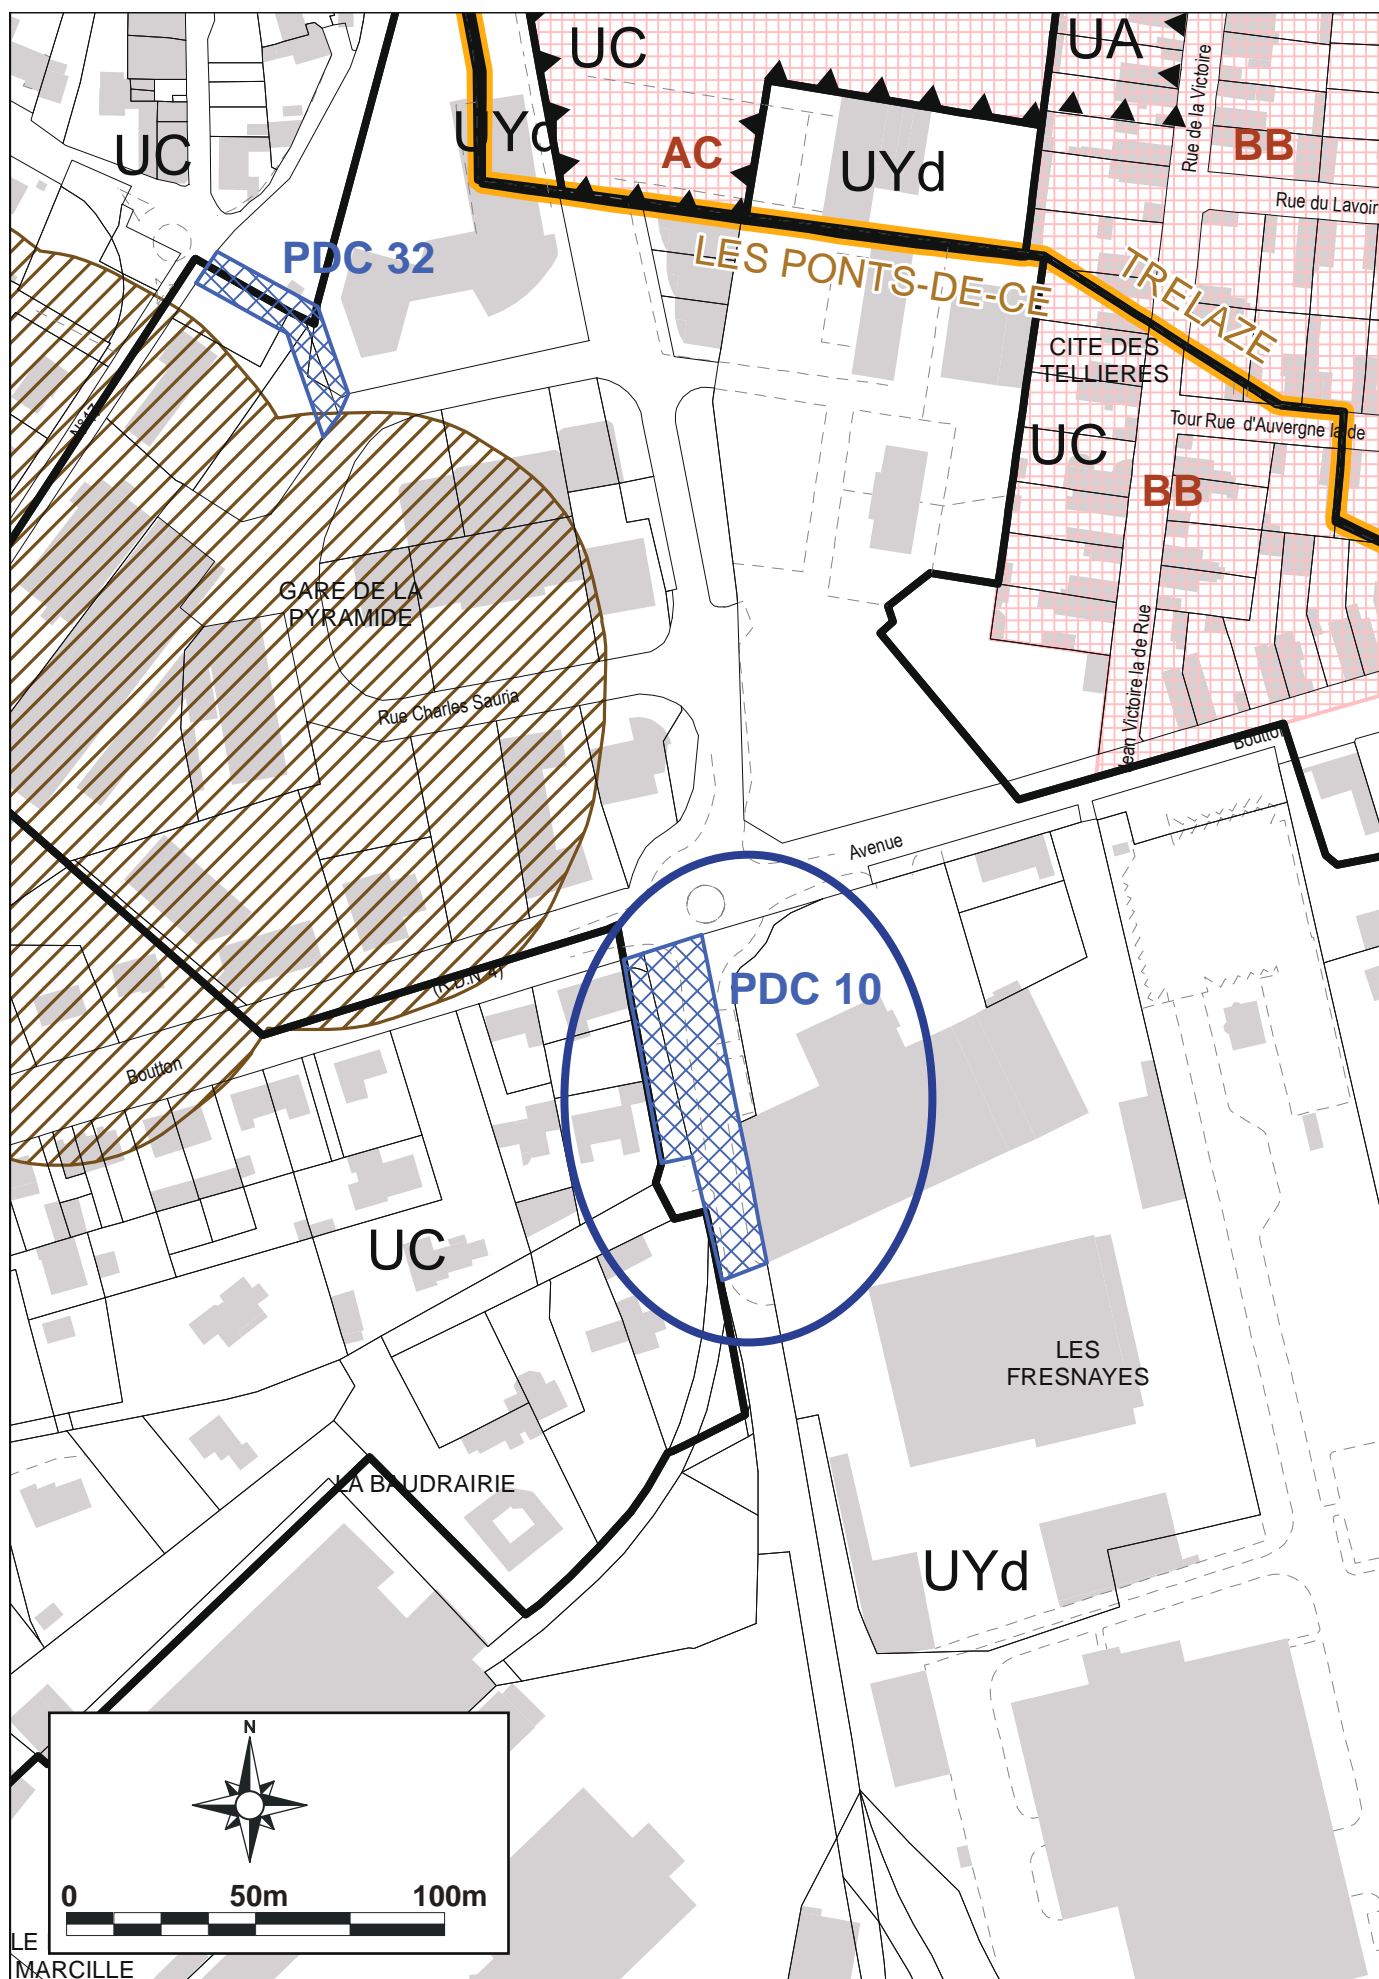 UC
UA
UYd
AC
UYd
BB
Rue de la Victoire
UC
Rue du Lavoir
PDC 32
LES PONTS-DE-CE
TRELAZE
CITE DES
TELLIERES
Tour Rue d'Auvergne la de
UC
BB
N°17
GARE DE LA
PYRAMIDE
Jean Victoire la de Rue
Rue Charles Sauria
Boutton
Avenue
PDC 10
(R.D.N°4)
Boutton
UC
LES
FRESNAYES
LA BAUDRAIRIE
UYd
N
0 50m 100m
LE
MARCILLE